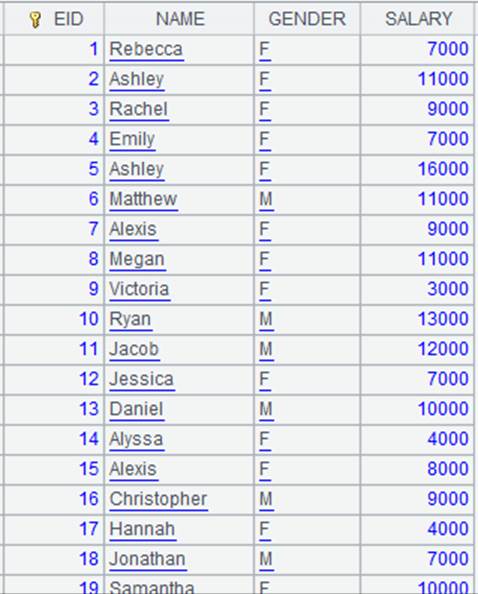 EID NAME GENDER SALARY
1 Rebecca F 7000
2 Ashley F 11000
3 Rachel F 9000
4 Emily F 7000
5 Ashley F 16000
6 Matthew M 11000
7 Alexis F 9000
8 Megan F 11000
9 Victoria F 3000
10 Ryan M 13000
11 Jacob M 12000
12 Jessica F 7000
13 Daniel M 10000
14 Alyssa F 4000
15 Alexis F 8000
16 Christopher M 9000
17 Hannah F 4000
18 Jonathan M 7000
19 Samantha F 10000